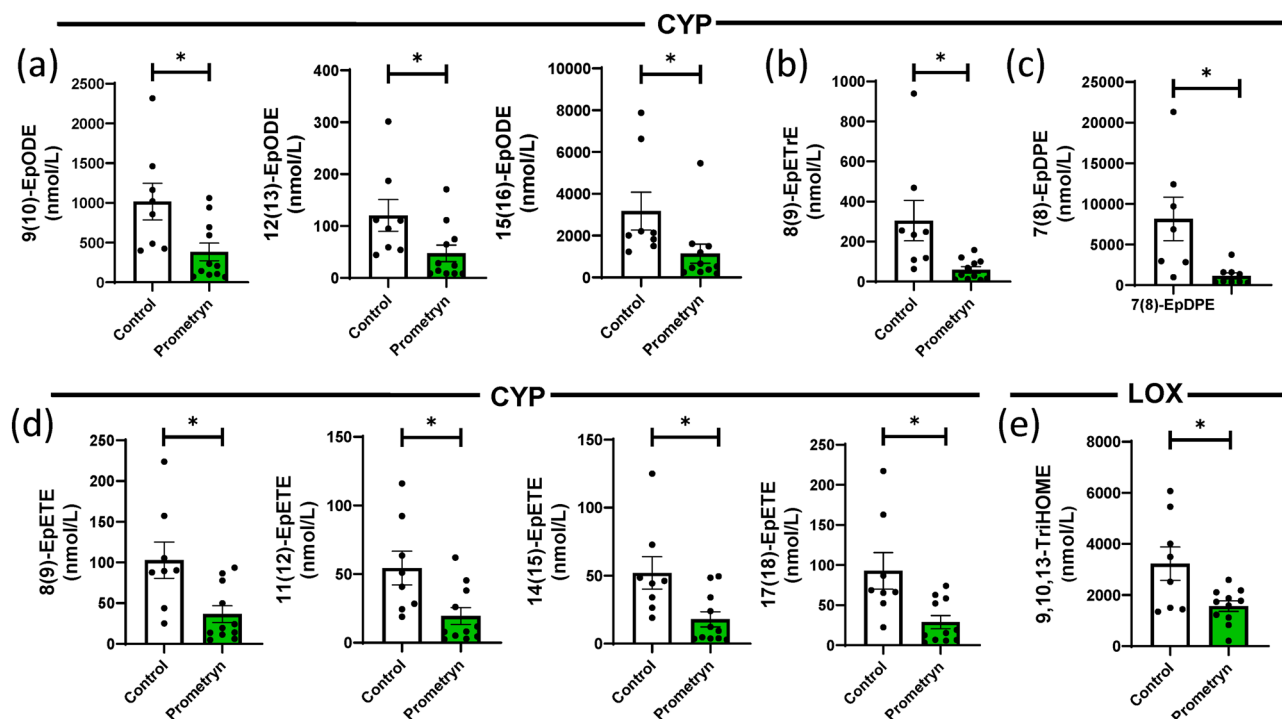 CYP
(a)
9(10)-EpODE
(nmol/L)
2500
2000
1500
1000
500
0
*
Control
Prometryn
12(13)-EpODE
(nmol/L)
400
300
200
100
0
*
Control
Prometryn
15(16)-EpODE
(nmol/L)
10000
8000
6000
4000
2000
0
*
Control
Prometryn
(b)
8(9)-EpETrE
(nmol/L)
1000
800
600
400
200
0
*
Control
Prometryn
(c)
7(8)-EpDPE
(nmol/L)
25000
20000
15000
10000
5000
0
*
7(8)-EpDPE
CYP
(d)
8(9)-EpETE
(nmol/L)
250
200
150
100
50
0
*
Control
Prometryn
11(12)-EpETE
(nmol/L)
150
100
50
0
*
Control
Prometryn
14(15)-EpETE
(nmol/L)
150
100
50
0
*
Control
Prometryn
17(18)-EpETE
(nmol/L)
250
200
150
100
50
0
*
Control
Prometryn
LOX
(e)
9,10,13-TriHOME
(nmol/L)
8000
6000
4000
2000
0
*
Control
Prometryn